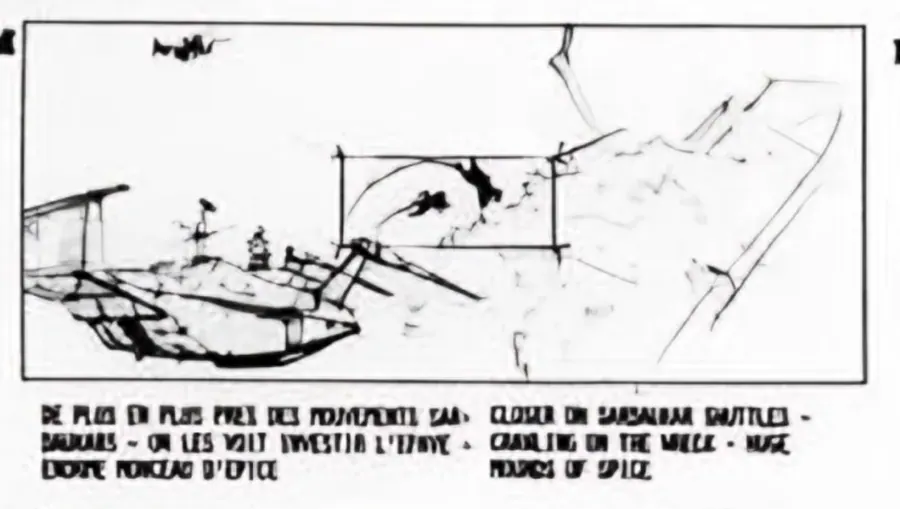 DE PLUS EN PLUS PRES DES MOUVEMENTS SAR-
DAUKARS - ON LES VOIT INVESTIR L'EPAVE -
ENORME MONCEAU D'EPICE
CLOSER ON SARDAUKAR SHUTTLES -
CRAWLING ON THE WRECK - HUGE
MOUNDS OF SPICE